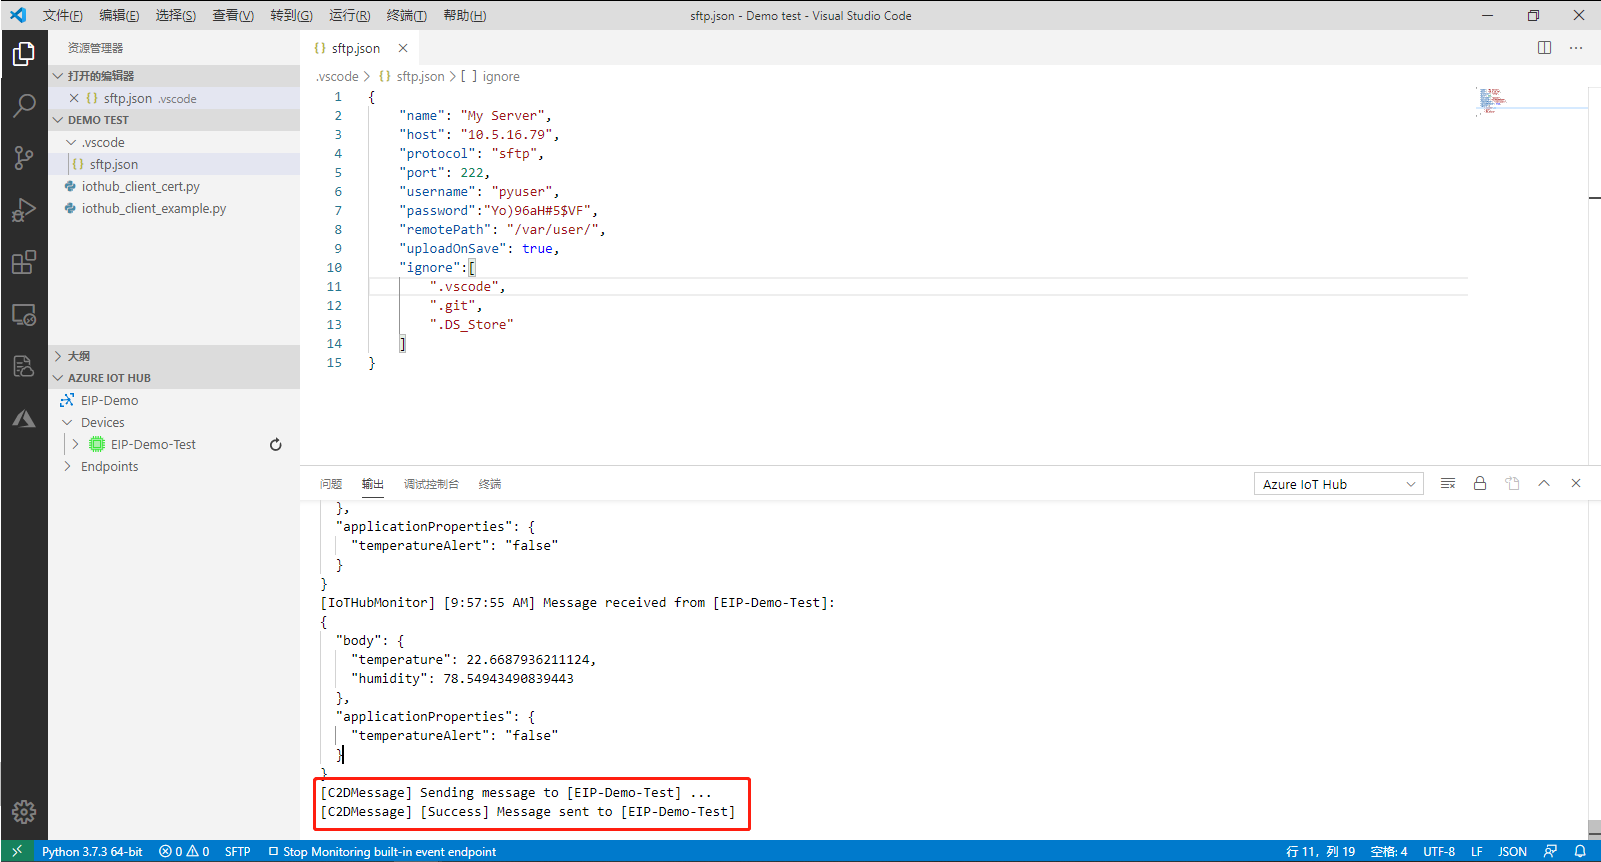 文件(F) 编辑(E) 选择(S) 查看(V) 转到(G) 运行(R) 终端(T) 帮助(H)
sftp.json - Demo test - Visual Studio Code
资源管理器
打开的编辑器
sftp.json .vscode
DEMO TEST
.vscode
{} sftp.json
iothub_client_cert.py
iothub_client_example.py
大纲
AZURE IOT HUB
EIP-Demo
Devices
EIP-Demo-Test
Endpoints
{} sftp.json
.vscode > {} sftp.json > [ ] ignore
1 {
2 "name": "My Server",
3 "host": "10.5.16.79",
4 "protocol": "sftp",
5 "port": 222,
6 "username": "pyuser",
7 "password":"Yo)96aH#5$VF",
8 "remotePath": "/var/user/",
9 "uploadOnSave": true,
10 "ignore":[
11 ".vscode",
12 ".git",
13 ".DS_Store"
14 ]
15 }
问题 输出 调试控制台 终端
Azure IoT Hub
},
"applicationProperties": {
"temperatureAlert": "false"
}
}
[IoTHubMonitor] [9:57:55 AM] Message received from [EIP-Demo-Test]:
{
"body": {
"temperature": 22.6687936211124,
"humidity": 78.54943490839443
},
"applicationProperties": {
"temperatureAlert": "false"
}
}
[C2DMessage] Sending message to [EIP-Demo-Test] ...
[C2DMessage] [Success] Message sent to [EIP-Demo-Test]
Python 3.7.3 64-bit 0 0 SFTP Stop Monitoring built-in event endpoint
行 11, 列 19 空格: 4 UTF-8 LF JSON